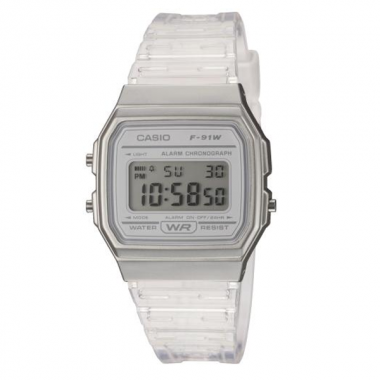 CASIO F-91W
LIGHT ALARM CHRONOGRAPH
SU 30
PM 10:58 50
MODE ALARM ON·OFF/24HR
WATER WR RESIST